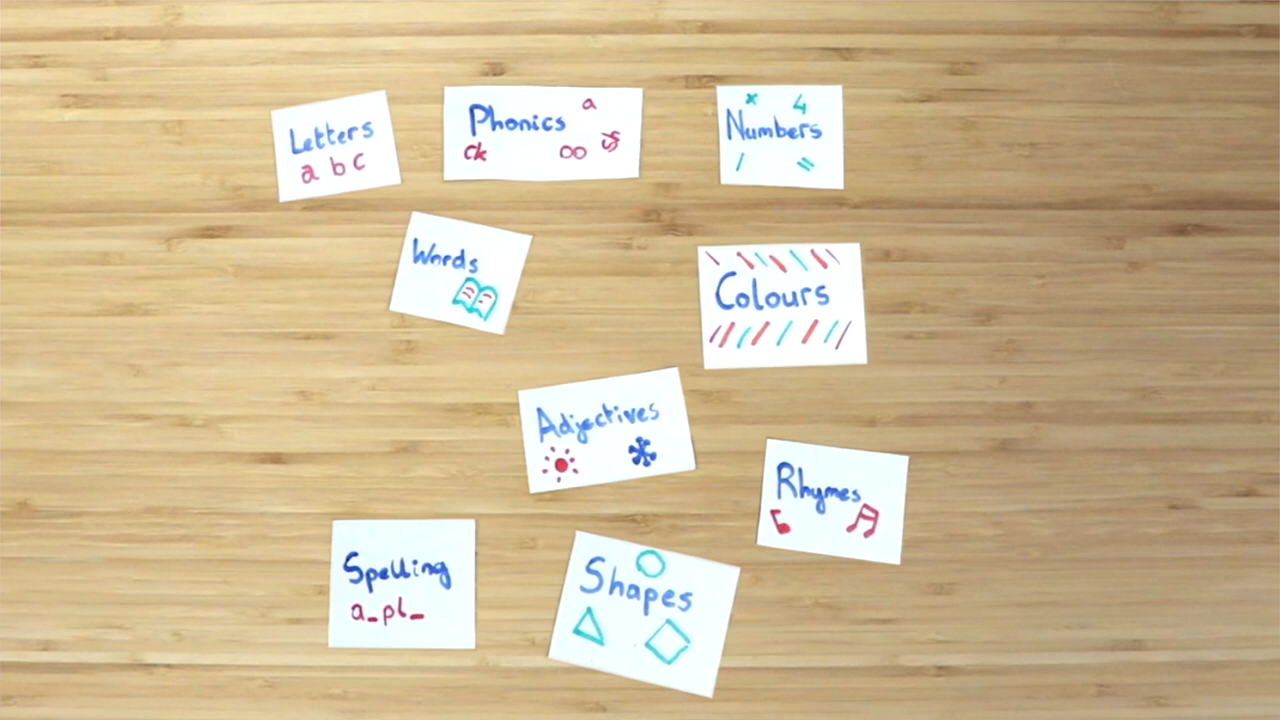 Letters
a b c
Phonics
a
ck
oo
Numbers
x 4
/ =
Words
Colours
Adjectives
Rhymes
Spelling
a_pl_
Shapes